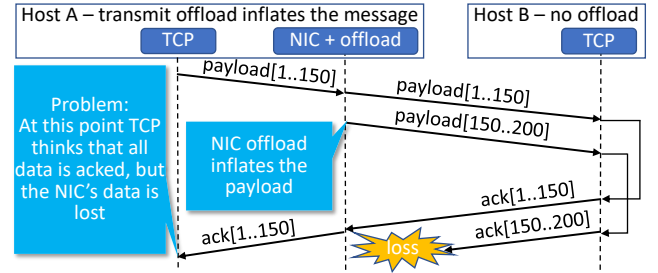 Host A – transmit offload inflates the message
Host B – no offload
TCP
NIC + offload
TCP
payload[1..150]
payload[1..150]
payload[150..200]
Problem:
At this point TCP
thinks that all
data is acked, but
the NIC's data is
lost
NIC offload
inflates the
payload
ack[1..150]
ack[150..200]
ack[1..150]
loss